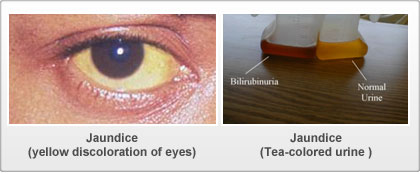 Bilirubinuria
Normal
Urine
Jaundice
(yellow discoloration of eyes)
Jaundice
(Tea-colored urine )